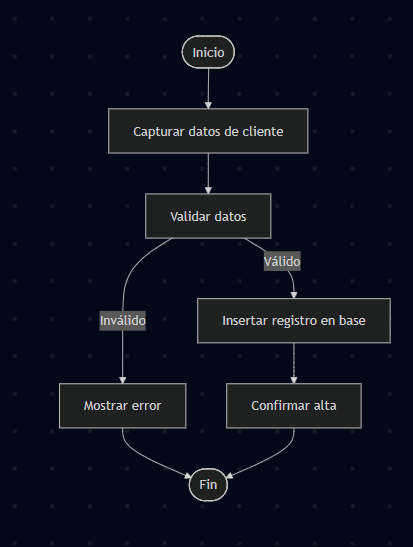 Inicio
Capturar datos de cliente
Validar datos
Válido
Inválido
Insertar registro en base
Mostrar error
Confirmar alta
Fin